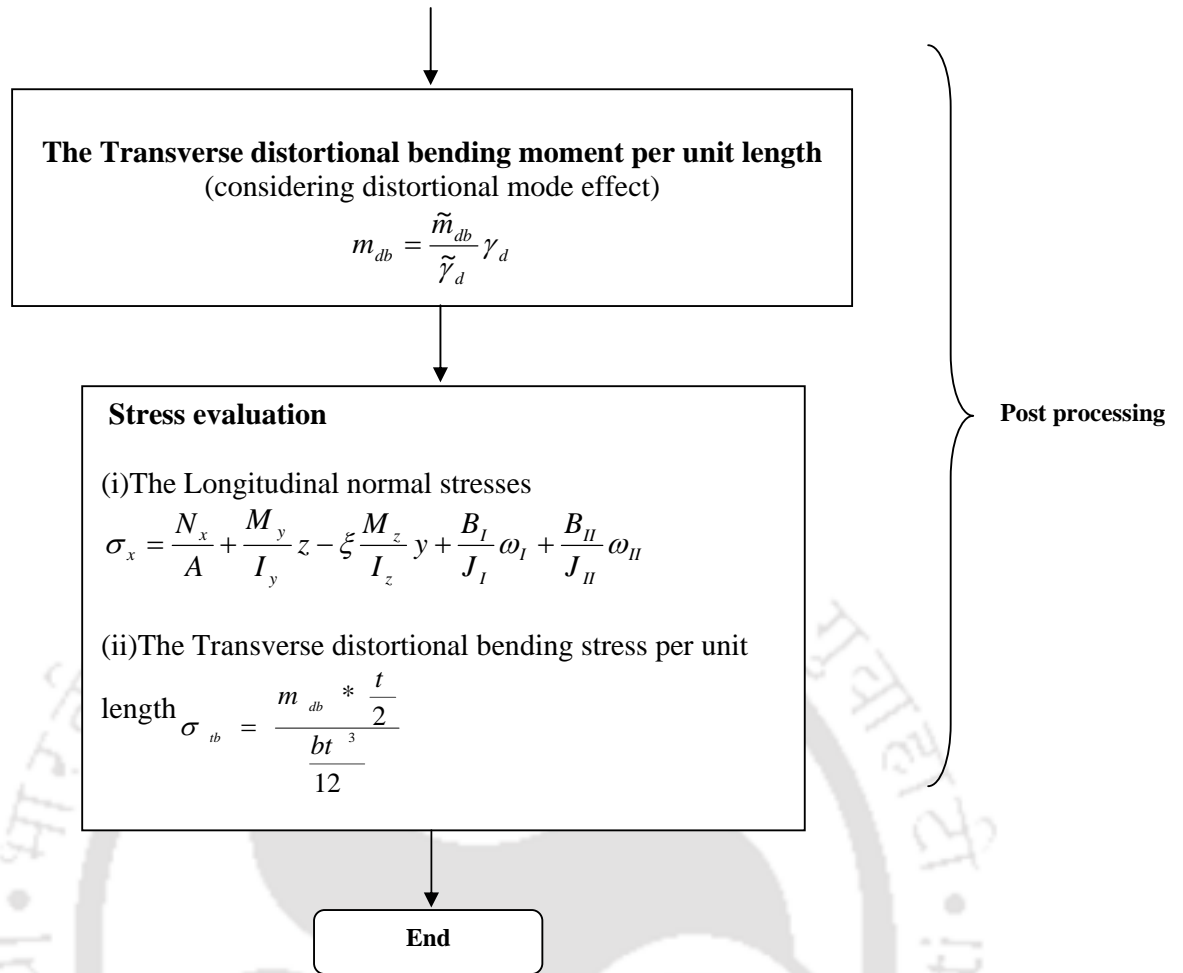 The Transverse distortional bending moment per unit length
(considering distortional mode effect)
m_db = m̃_db / γ̃_d γ_d
Stress evaluation
Post processing
(i)The Longitudinal normal stresses
σ_x = N_x / A + M_y / I_y z − ξ M_z / I_z y + B_I / J_I ω_I + B_II / J_II ω_II
(ii)The Transverse distortional bending stress per unit
length σ_tb = (m_db * t / 2) / (bt^3 / 12)
End